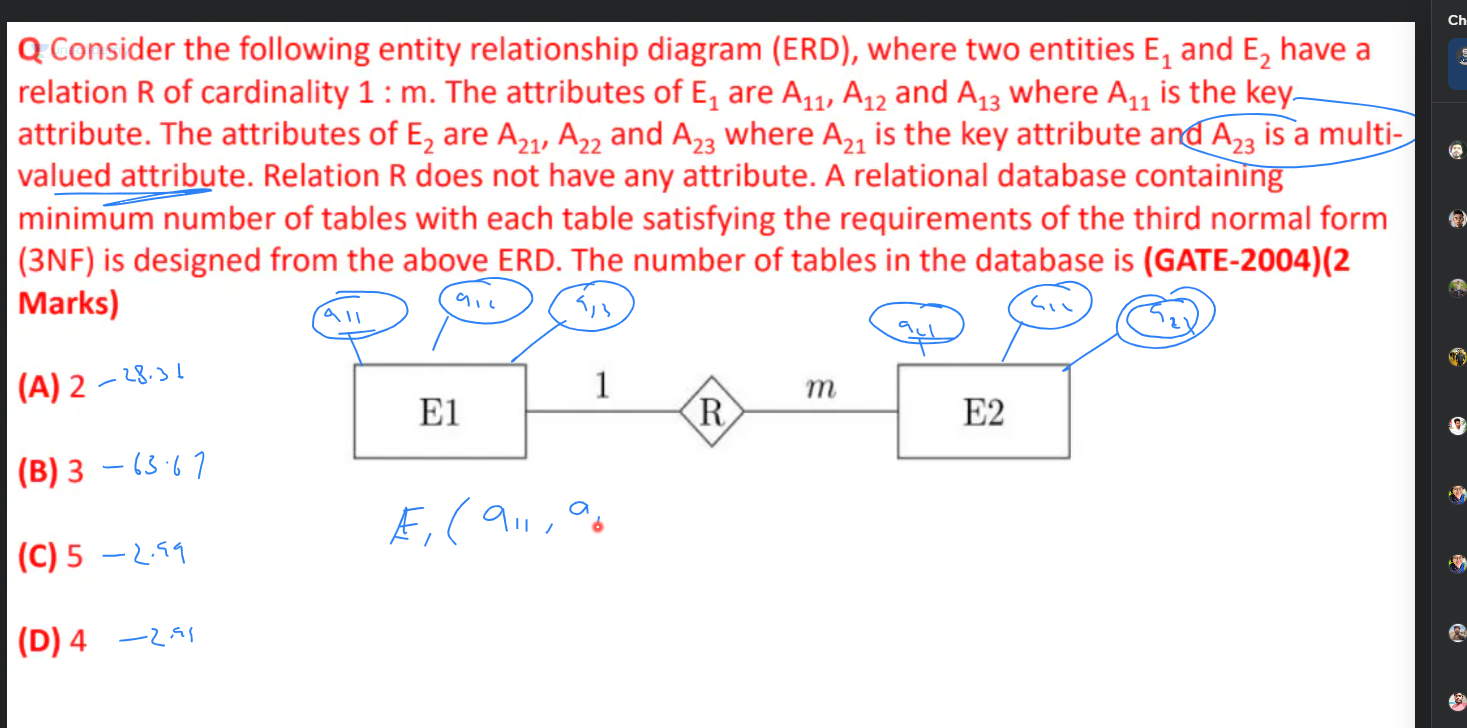 Ch
Q Consider the following entity relationship diagram (ERD), where two entities E₁ and E₂ have a
relation R of cardinality 1 : m. The attributes of E₁ are A₁₁, A₁₂ and A₁₃ where A₁₁ is the key
attribute. The attributes of E₂ are A₂₁, A₂₂ and A₂₃ where A₂₁ is the key attribute and A₂₃ is a multi-
valued attribute. Relation R does not have any attribute. A relational database containing
minimum number of tables with each table satisfying the requirements of the third normal form
(3NF) is designed from the above ERD. The number of tables in the database is (GATE-2004)(2
Marks)
a₁₁ a₁₂ a₁₃ a₂₁
(A) 2 – 28.36
E1 1 R m E2
(B) 3 – 63.67
E₁ ( a₁₁ , a
(C) 5 – 2.99
(D) 4 –